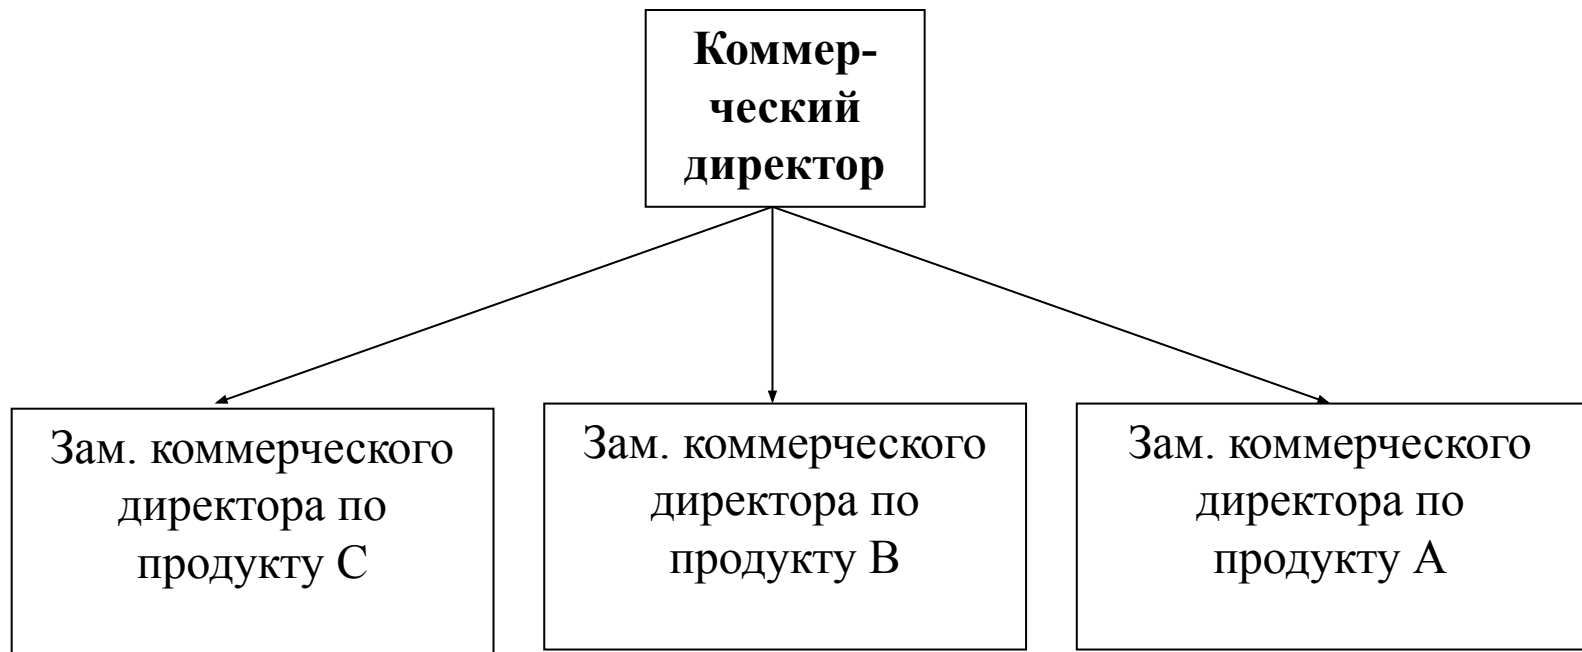 Коммер-
ческий
директор
Зам. коммерческого
директора по
продукту С
Зам. коммерческого
директора по
продукту В
Зам. коммерческого
директора по
продукту А